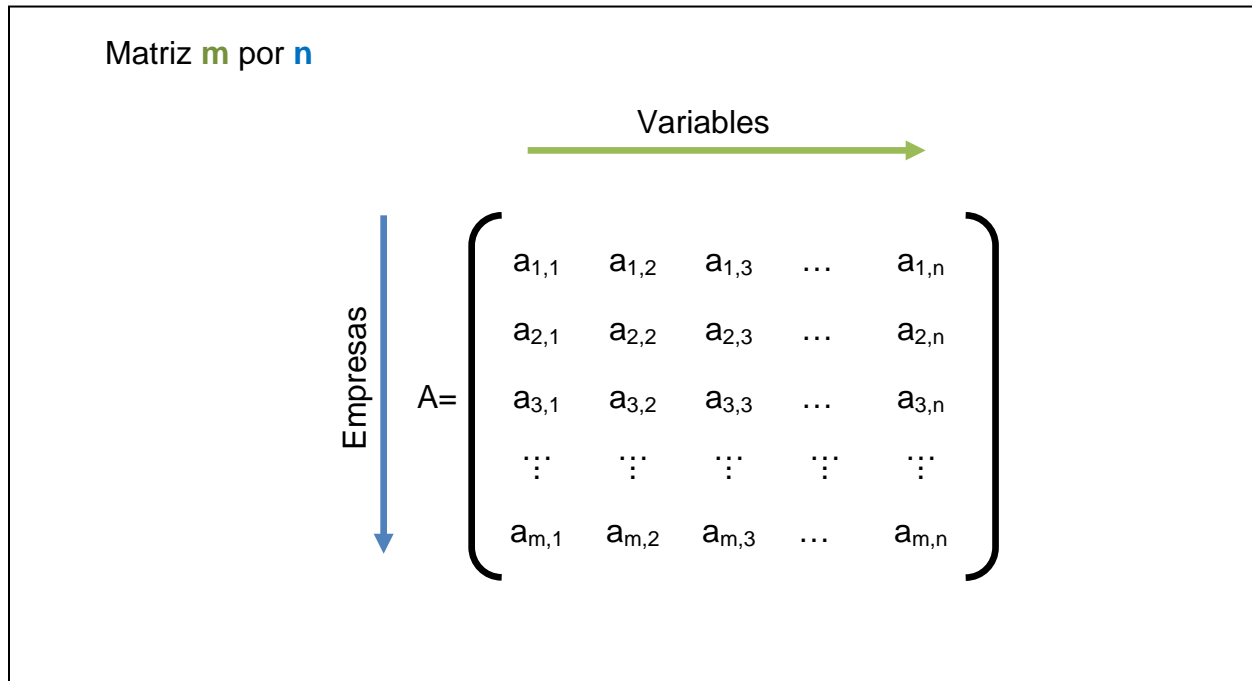 Matriz m por n
Variables
Empresas
A=
a1,1 a1,2 a1,3 … a1,n
a2,1 a2,2 a2,3 … a2,n
a3,1 a3,2 a3,3 … a3,n
⋮ ⋮ ⋮ ⋮ ⋮
am,1 am,2 am,3 … am,n